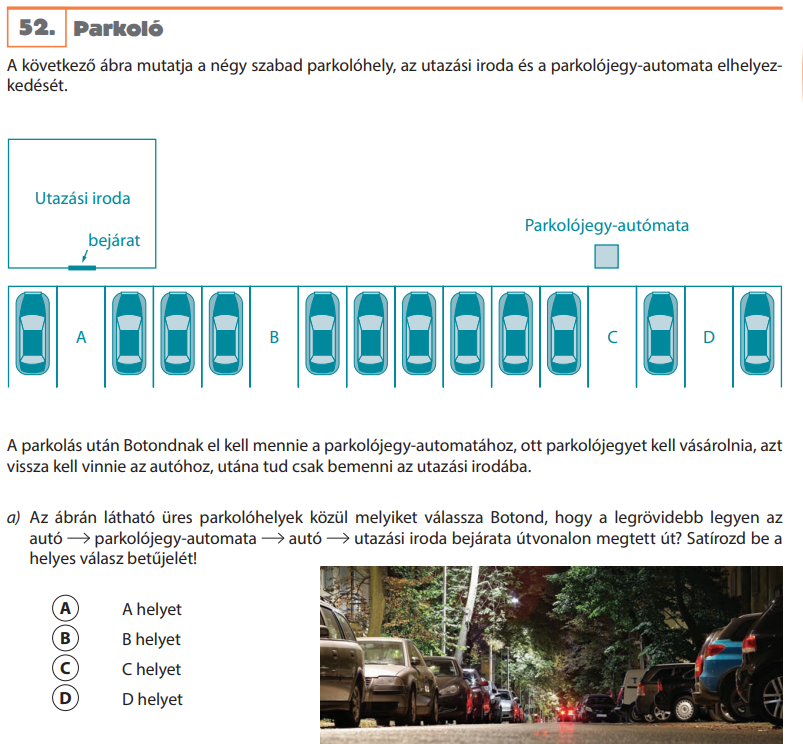 52. Parkoló
A következő ábra mutatja a négy szabad parkolóhely, az utazási iroda és a parkolójegy-automata elhelyez-
kedését.
Utazási iroda
bejárat
Parkolójegy-autómata
A
B
C
D
A parkolás után Botondnak el kell mennie a parkolójegy-automatához, ott parkolójegyet kell vásárolnia, azt
vissza kell vinnie az autóhoz, utána tud csak bemenni az utazási irodába.
a) Az ábrán látható üres parkolóhelyek közül melyiket válassza Botond, hogy a legrövidebb legyen az
autó → parkolójegy-automata → autó → utazási iroda bejárata útvonalon megtett út? Satírozd be a
helyes válasz betűjelét!
A A helyet
B B helyet
C C helyet
D D helyet